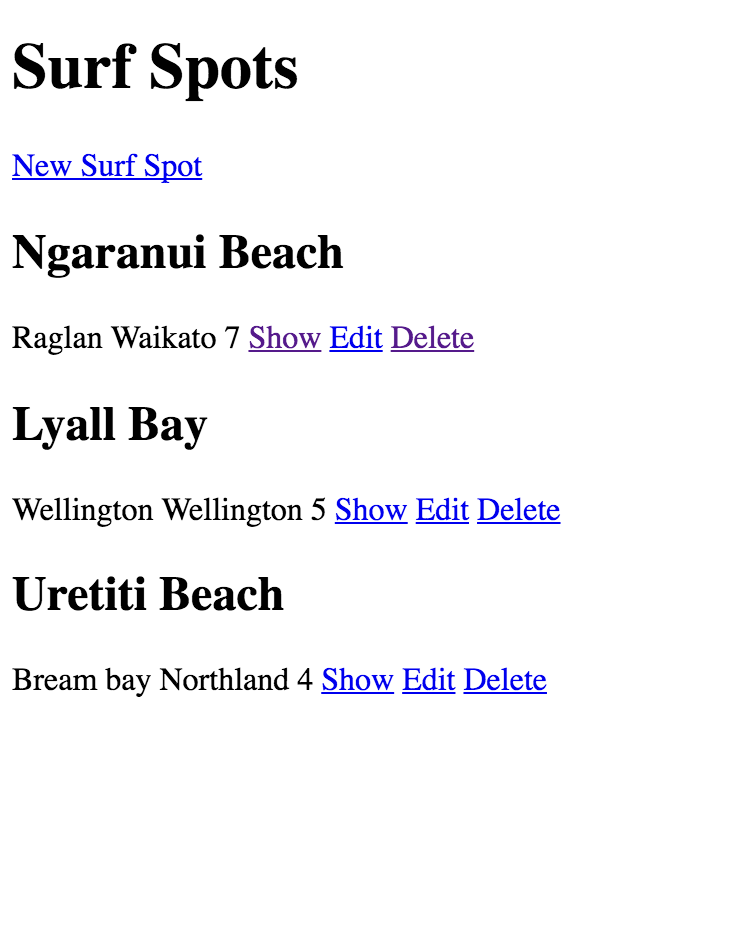 Surf Spots
New Surf Spot
Ngaranui Beach
Raglan Waikato 7 Show Edit Delete
Lyall Bay
Wellington Wellington 5 Show Edit Delete
Uretiti Beach
Bream bay Northland 4 Show Edit Delete